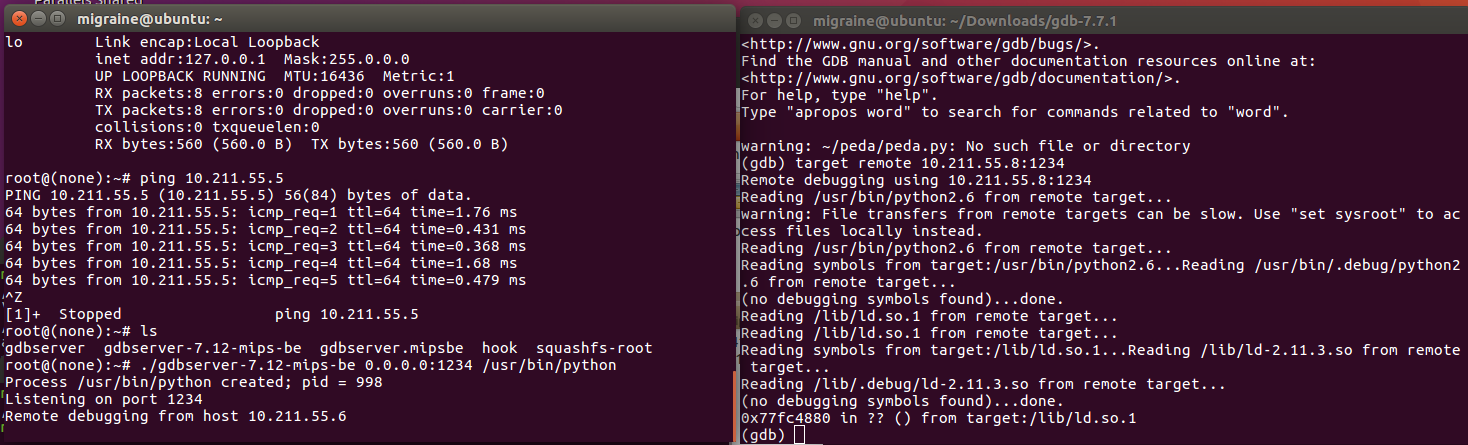 Parallels Shared
migraine@ubuntu: ~
lo        Link encap:Local Loopback
          inet addr:127.0.0.1  Mask:255.0.0.0
          UP LOOPBACK RUNNING  MTU:16436  Metric:1
          RX packets:8 errors:0 dropped:0 overruns:0 frame:0
          TX packets:8 errors:0 dropped:0 overruns:0 carrier:0
          collisions:0 txqueuelen:0
          RX bytes:560 (560.0 B)  TX bytes:560 (560.0 B)
root@(none):~# ping 10.211.55.5
PING 10.211.55.5 (10.211.55.5) 56(84) bytes of data.
64 bytes from 10.211.55.5: icmp_req=1 ttl=64 time=1.76 ms
64 bytes from 10.211.55.5: icmp_req=2 ttl=64 time=0.431 ms
64 bytes from 10.211.55.5: icmp_req=3 ttl=64 time=0.368 ms
64 bytes from 10.211.55.5: icmp_req=4 ttl=64 time=1.68 ms
64 bytes from 10.211.55.5: icmp_req=5 ttl=64 time=0.479 ms
^Z
[1]+  Stopped                 ping 10.211.55.5
root@(none):~# ls
gdbserver  gdbserver-7.12-mips-be  gdbserver.mipsbe  hook  squashfs-root
root@(none):~# ./gdbserver-7.12-mips-be 0.0.0.0:1234 /usr/bin/python
Process /usr/bin/python created; pid = 998
Listening on port 1234
Remote debugging from host 10.211.55.6
migraine@ubuntu: ~/Downloads/gdb-7.7.1
<http://www.gnu.org/software/gdb/bugs/>.
Find the GDB manual and other documentation resources online at:
<http://www.gnu.org/software/gdb/documentation/>.
For help, type "help".
Type "apropos word" to search for commands related to "word".
warning: ~/peda/peda.py: No such file or directory
(gdb) target remote 10.211.55.8:1234
Remote debugging using 10.211.55.8:1234
Reading /usr/bin/python2.6 from remote target...
warning: File transfers from remote targets can be slow. Use "set sysroot" to ac
cess files locally instead.
Reading /usr/bin/python2.6 from remote target...
Reading symbols from target:/usr/bin/python2.6...Reading /usr/bin/.debug/python2
.6 from remote target...
(no debugging symbols found)...done.
Reading /lib/ld.so.1 from remote target...
Reading /lib/ld.so.1 from remote target...
Reading symbols from target:/lib/ld.so.1...Reading /lib/ld-2.11.3.so from remote
 target...
Reading /lib/.debug/ld-2.11.3.so from remote target...
(no debugging symbols found)...done.
0x77fc4880 in ?? () from target:/lib/ld.so.1
(gdb)